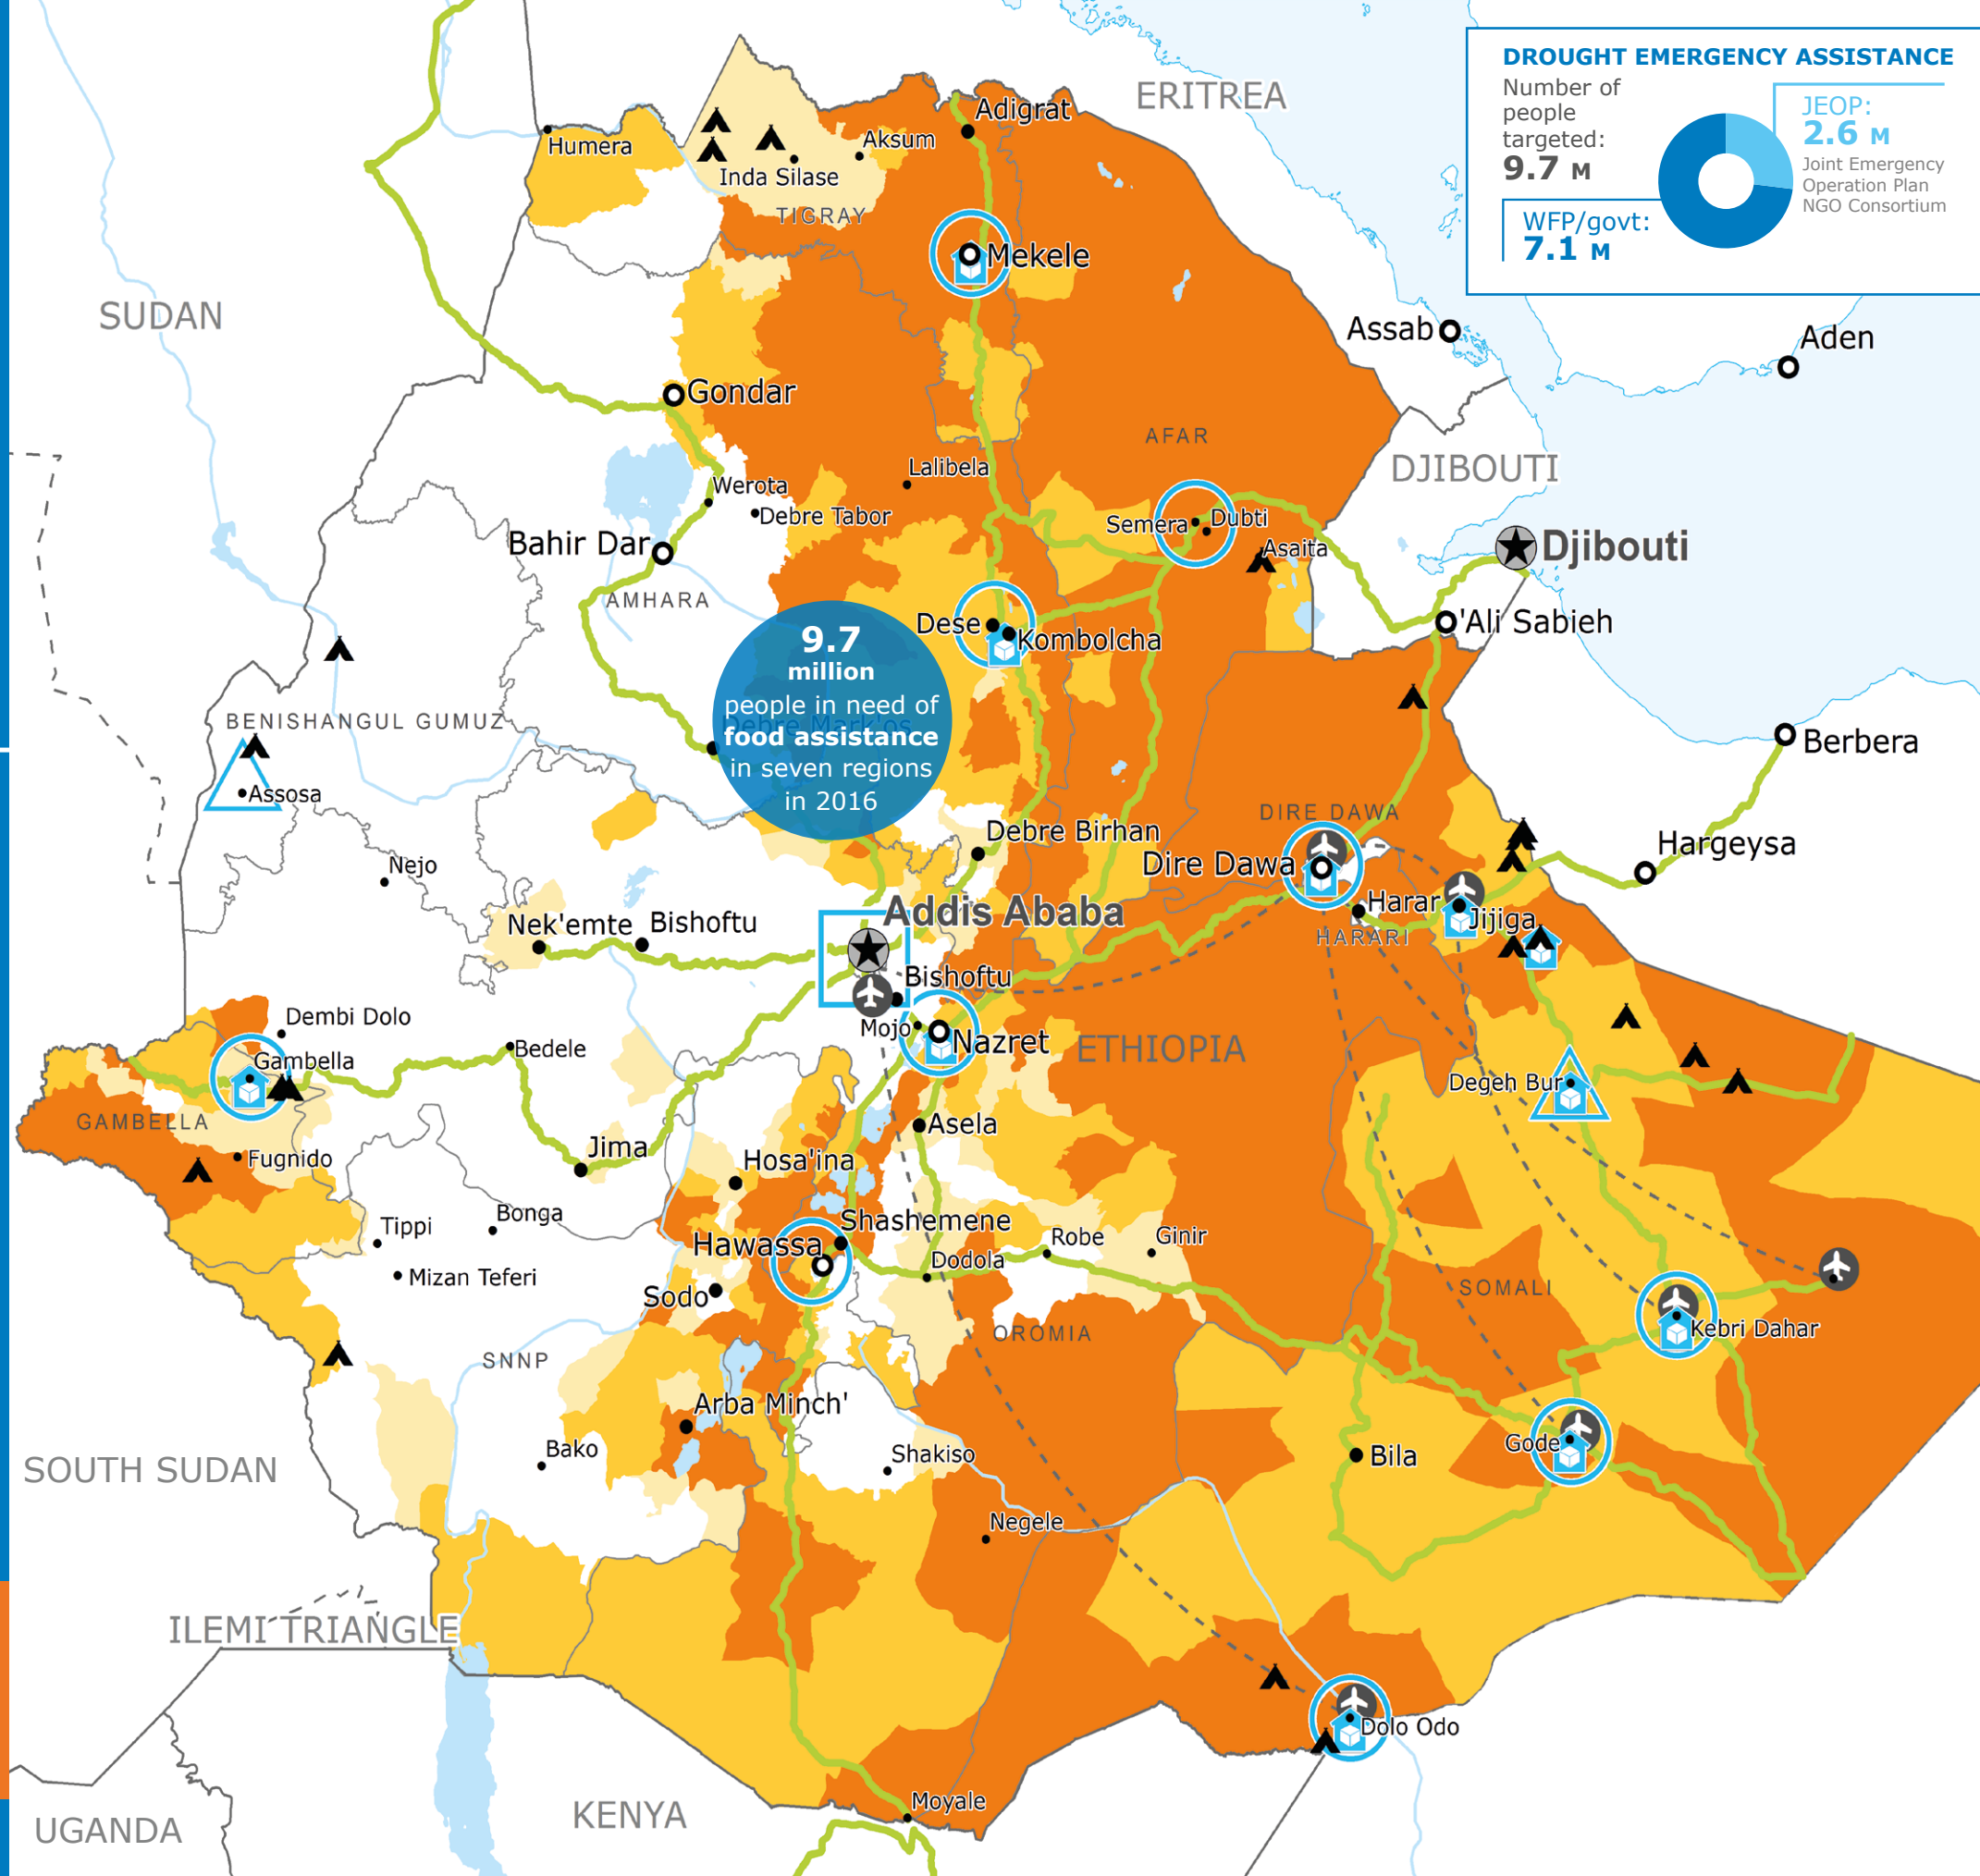 DROUGHT EMERGENCY ASSISTANCE
Number of
people
targeted:
9.7 M
JEOP:
2.6 M
Joint Emergency
Operation Plan
NGO Consortium
WFP/govt:
7.1 M
ERITREA
Adigrat
Humera
Aksum
Inda Silase
TIGRAY
Mekele
SUDAN
Assab
Aden
Gondar
AFAR
Lalibela
DJIBOUTI
Werota
Debre Tabor
Semera
Dubti
Bahir Dar
Asaita
Djibouti
AMHARA
Dese
Kombolcha
'Ali Sabieh
9.7
million
people in need of
food assistance
in seven regions
in 2016
Debre Mark'os
BENISHANGUL GUMUZ
Berbera
Assosa
DIRE DAWA
Debre Birhan
Hargeysa
Nejo
Dire Dawa
Addis Ababa
Harar
Jijiga
Nek'emte
Bishoftu
HARARI
Bishoftu
Dembi Dolo
Mojo
Nazret
ETHIOPIA
Bedele
Gambella
Degeh Bur
GAMBELLA
Asela
Jima
Fugnido
Hosa'ina
Tippi
Bonga
Shashemene
Hawassa
Robe
Ginir
Dodola
Mizan Teferi
SOMALI
Sodo
OROMIA
Kebri Dahar
SNNP
Arba Minch'
Bako
Shakiso
Gode
Bila
SOUTH SUDAN
Negele
ILEMI TRIANGLE
Dolo Odo
Moyale
KENYA
UGANDA